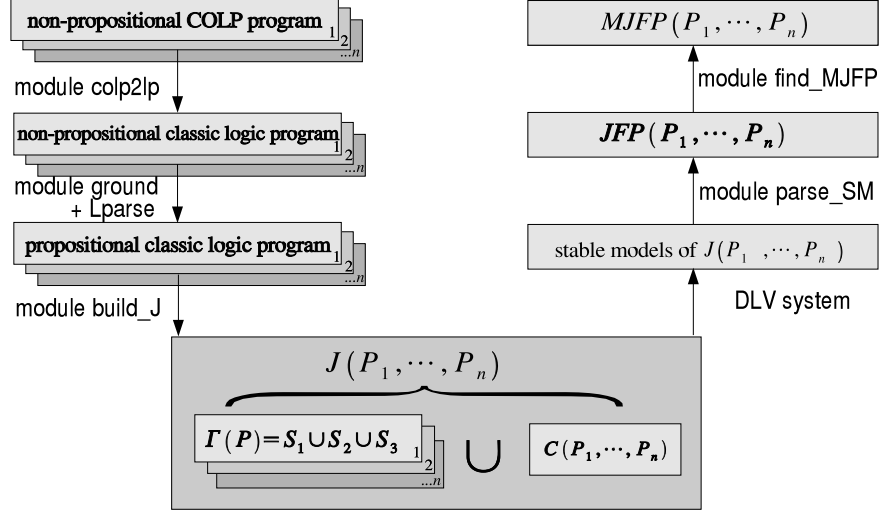 non-propositional COLP program 1
2
...n
module colp2lp
non-propositional classic logic program 1
2
...n
module ground
+ Lparse
propositional classic logic program 1
2
...n
module build_J
J(P1,⋯,Pn)
Γ(P)=S1∪S2∪S3 1
2
...n
∪
C(P1,⋯,Pn)
MJFP(P1,⋯,Pn)
module find_MJFP
JFP(P1,⋯,Pn)
module parse_SM
stable models of J(P1 ,⋯,Pn)
DLV system